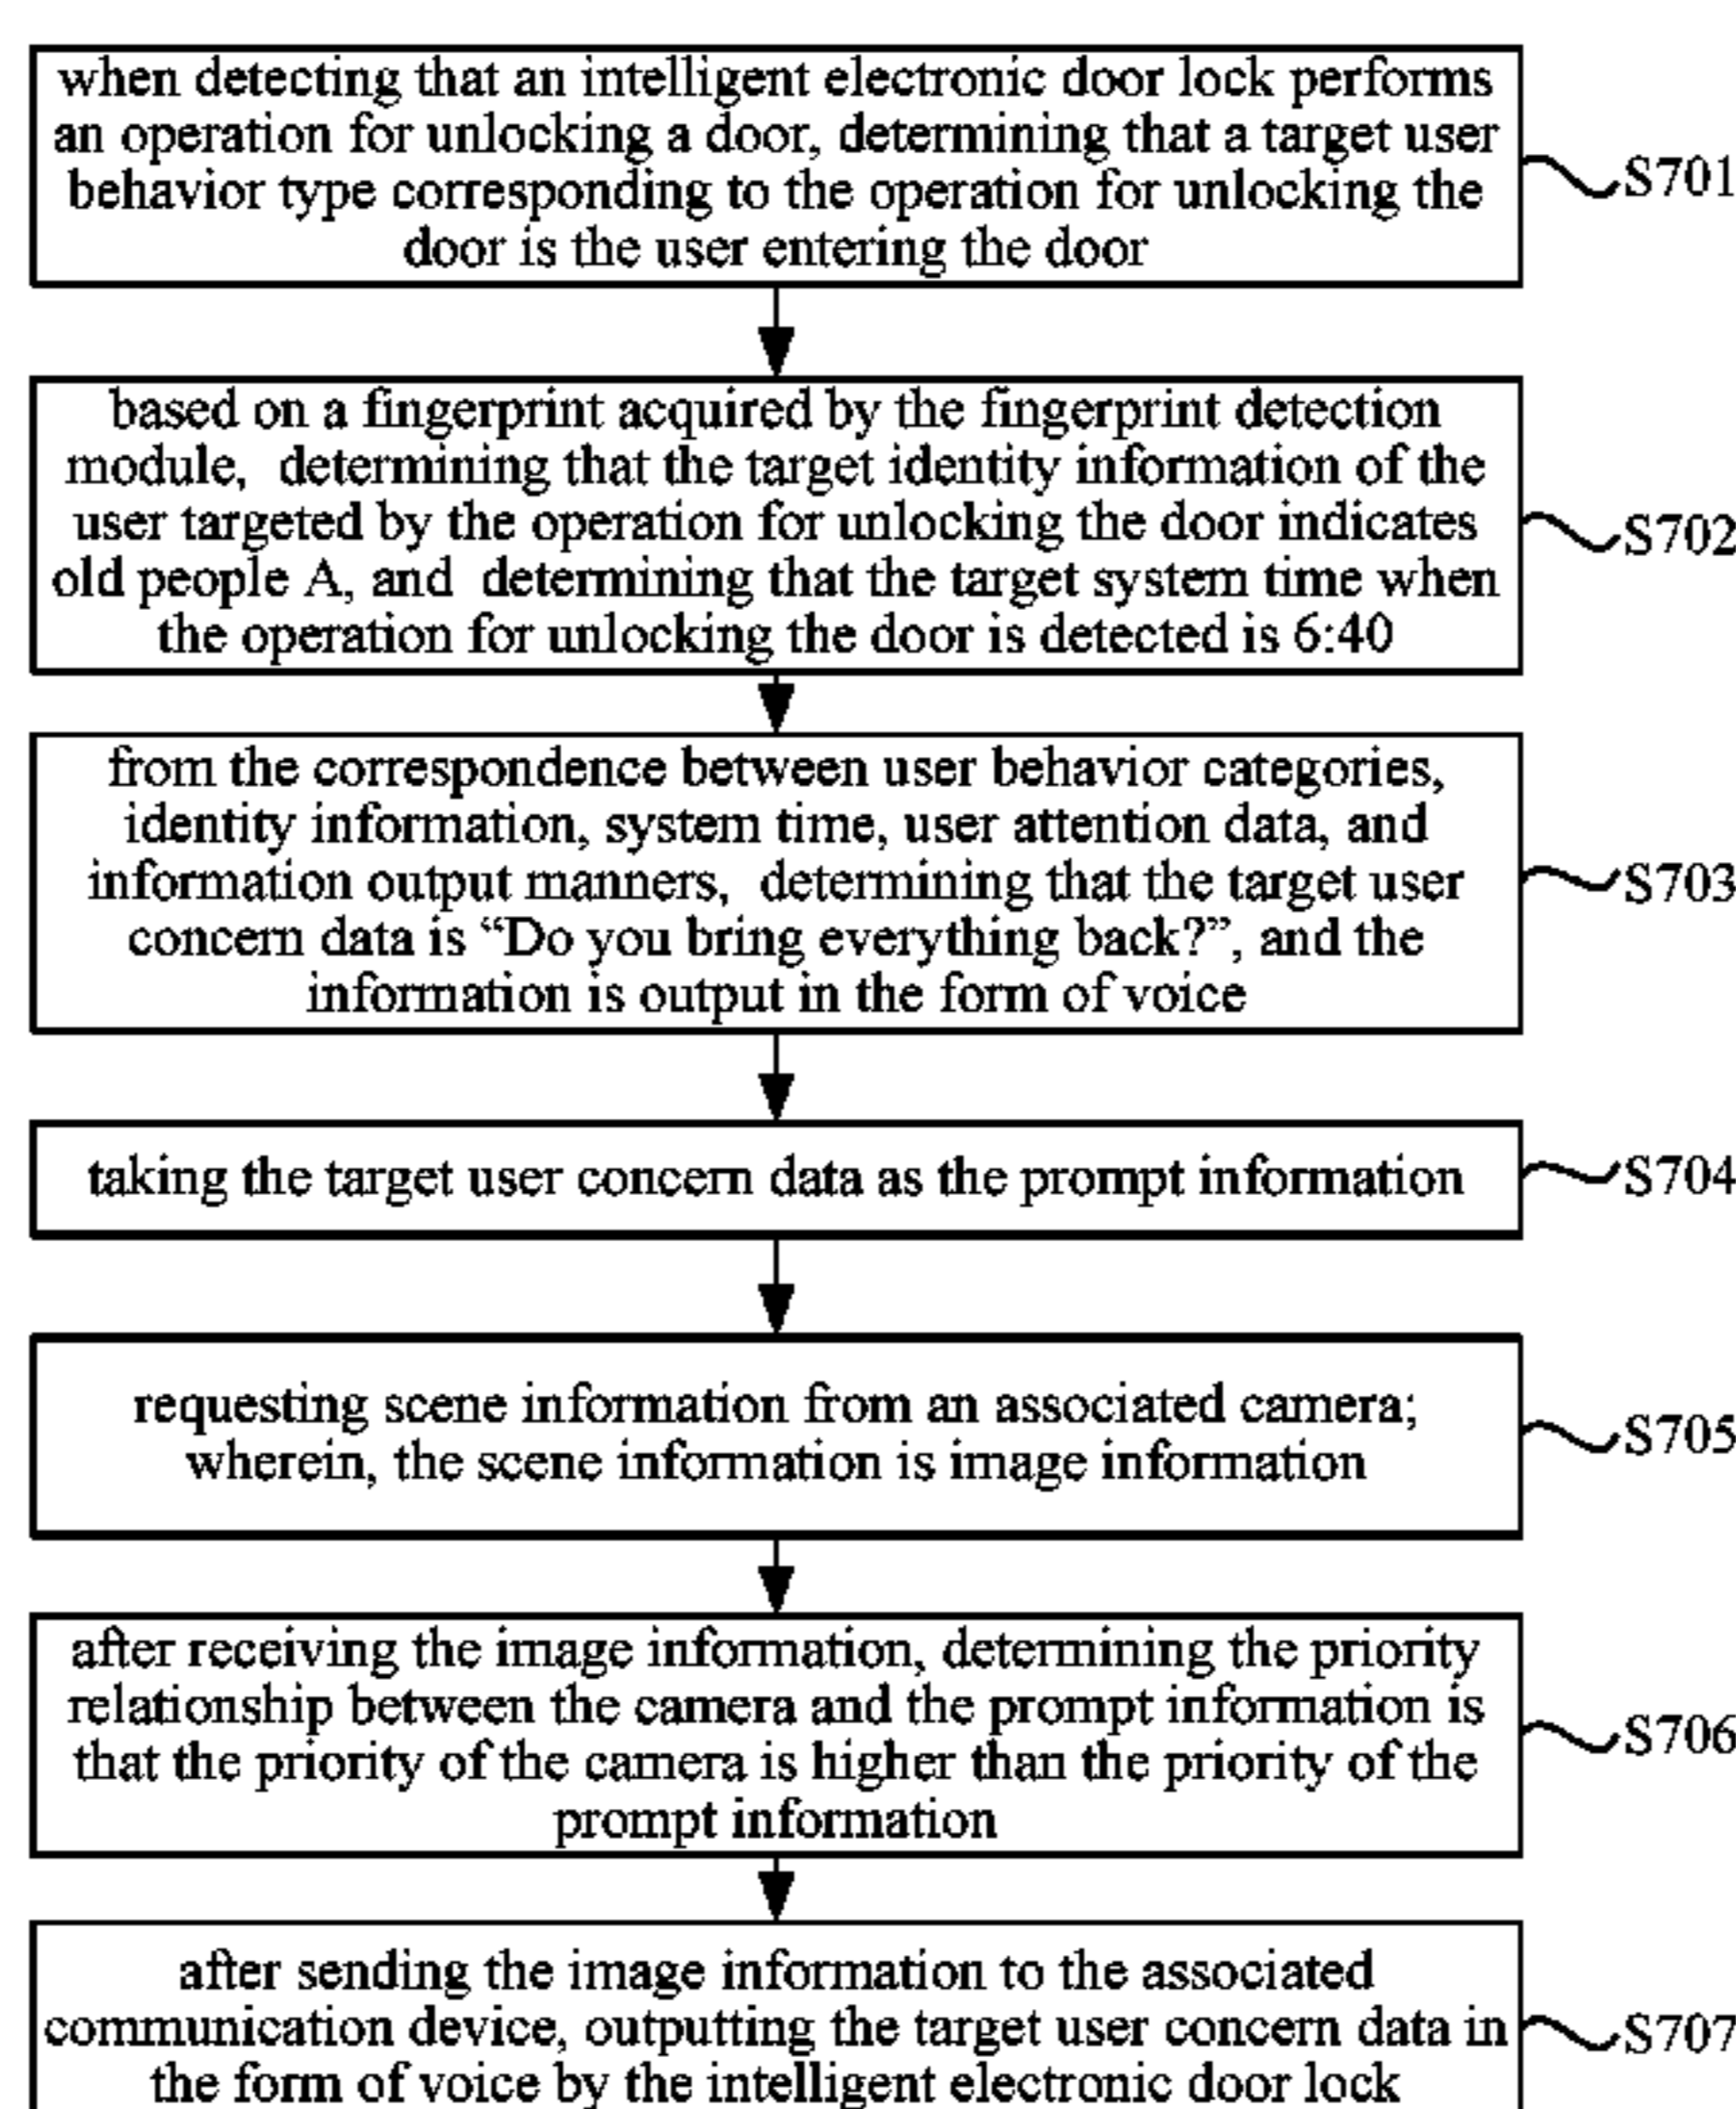 when detecting that an intelligent electronic door lock performs
an operation for unlocking a door, determining that a target user
behavior type corresponding to the operation for unlocking the
door is the user entering the door
S701
based on a fingerprint acquired by the fingerprint detection
module, determining that the target identity information of the
user targeted by the operation for unlocking the door indicates
old people A, and determining that the target system time when
the operation for unlocking the door is detected is 6:40
S702
from the correspondence between user behavior categories,
identity information, system time, user attention data, and
information output manners, determining that the target user
concern data is “Do you bring everything back?”, and the
information is output in the form of voice
S703
taking the target user concern data as the prompt information
S704
requesting scene information from an associated camera;
wherein, the scene information is image information
S705
after receiving the image information, determining the priority
relationship between the camera and the prompt information is
that the priority of the camera is higher than the priority of the
prompt information
S706
after sending the image information to the associated
communication device, outputting the target user concern data in
the form of voice by the intelligent electronic door lock
S707